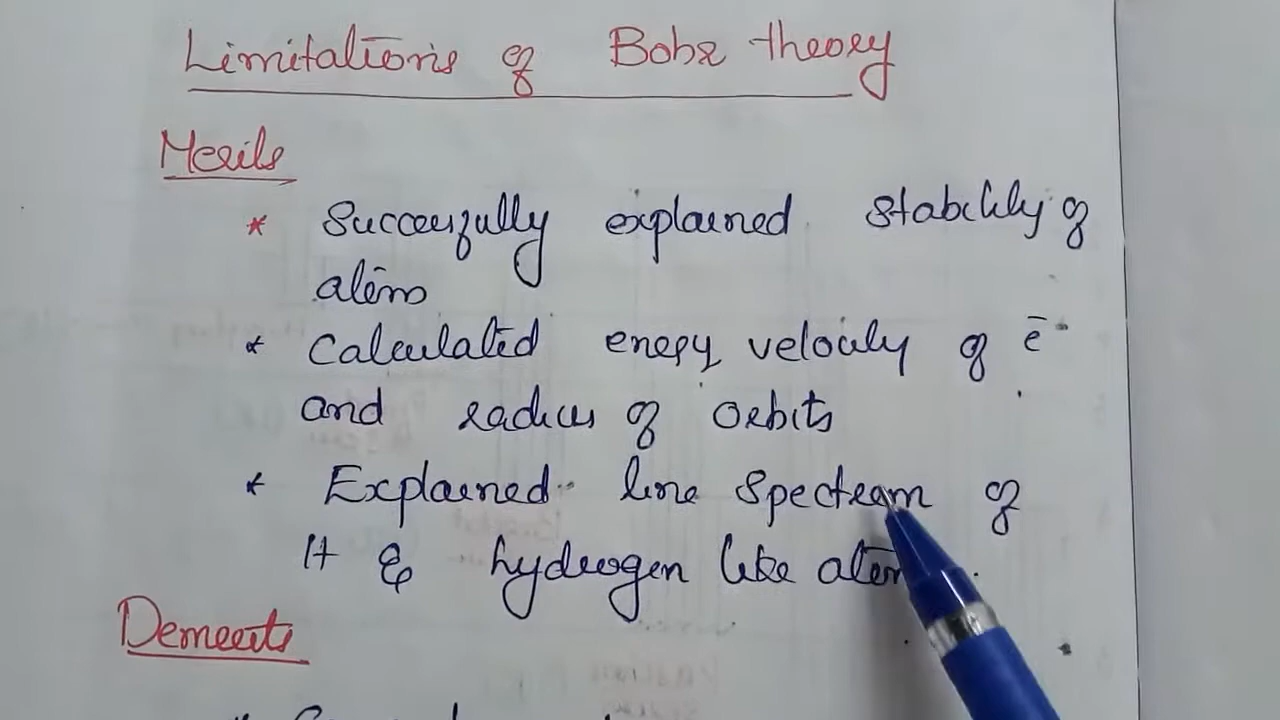 Limitations of Bohr theory
Merits
* Successfully explained stability of
atom
* Calculated energy velocity of e-
and radius of orbits
* Explained line spectram of
H & hydrogen like atom
Demerits
*